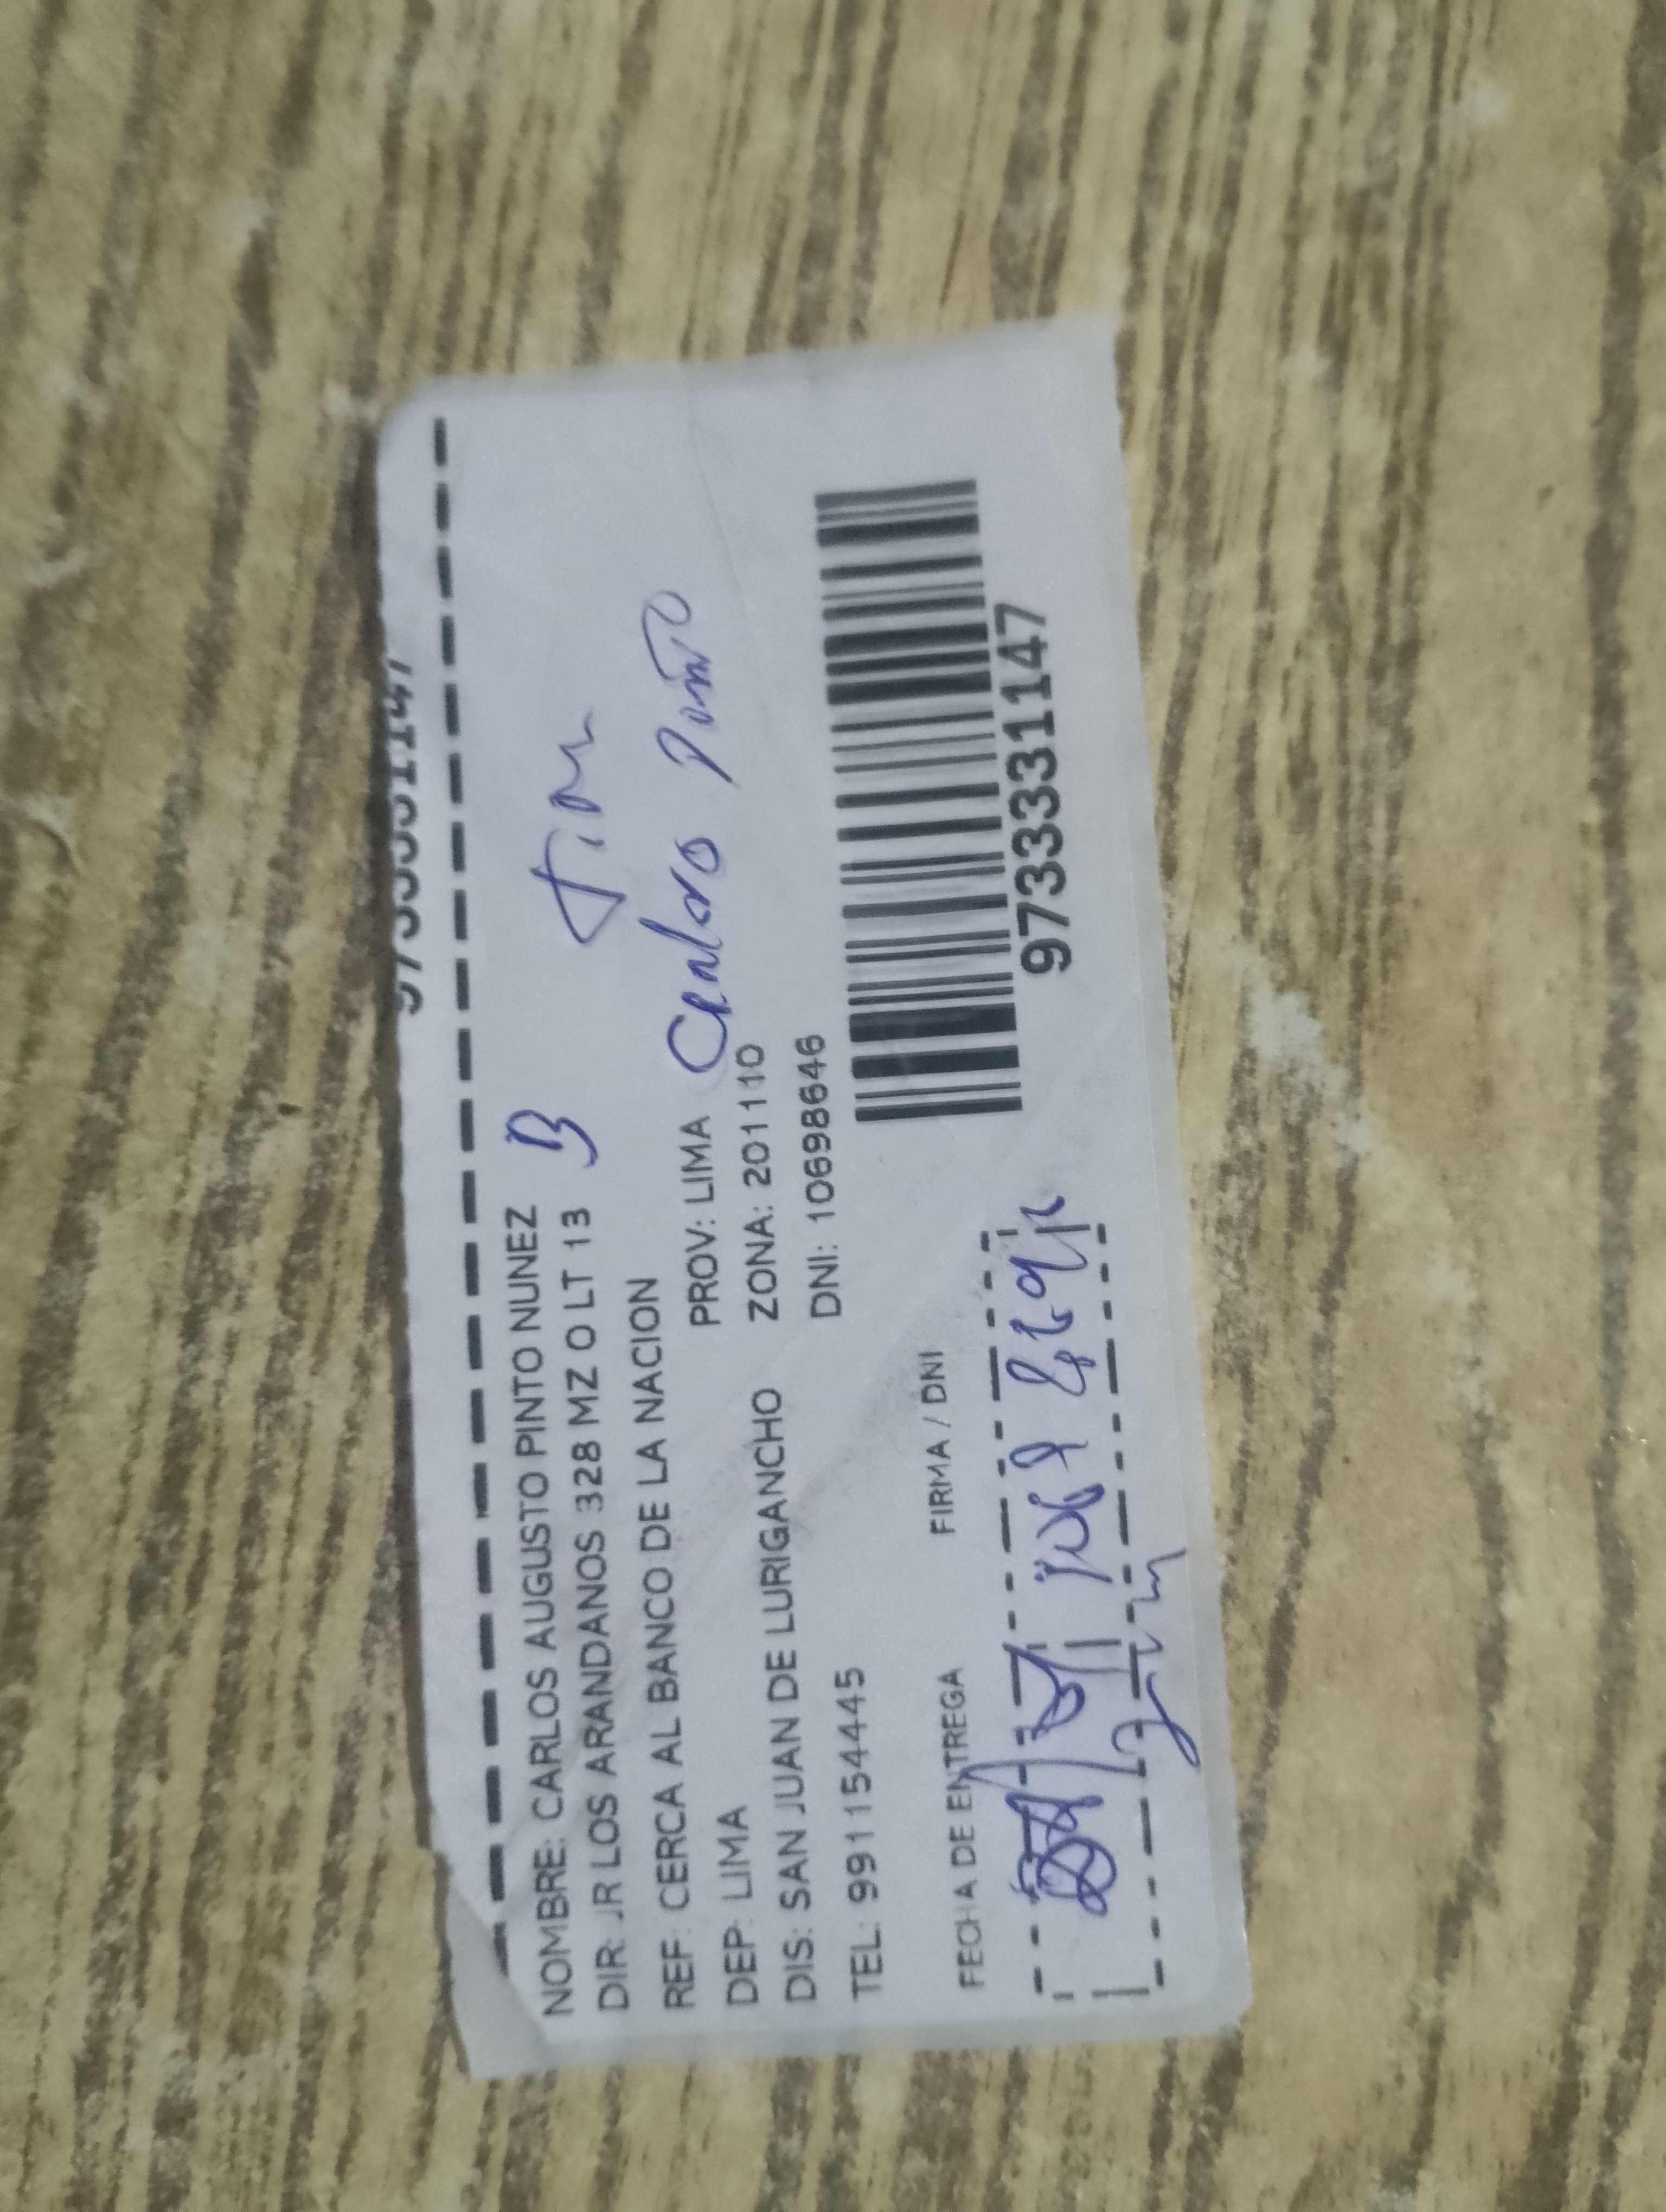 NOMBRE: CARLOS AUGUSTO PINTO NUNEZ B
DIR: JR LOS ARANDANOS 328 MZ O LT 13
REF: CERCA AL BANCO DE LA NACION
DEP: LIMA PROV: LIMA Carlos Pinto
DIS: SAN JUAN DE LURIGANCHO ZONA: 201110
TEL: 991154445 DNI: 10698646
FECHA DE ENTREGA FIRMA / DNI
973331147